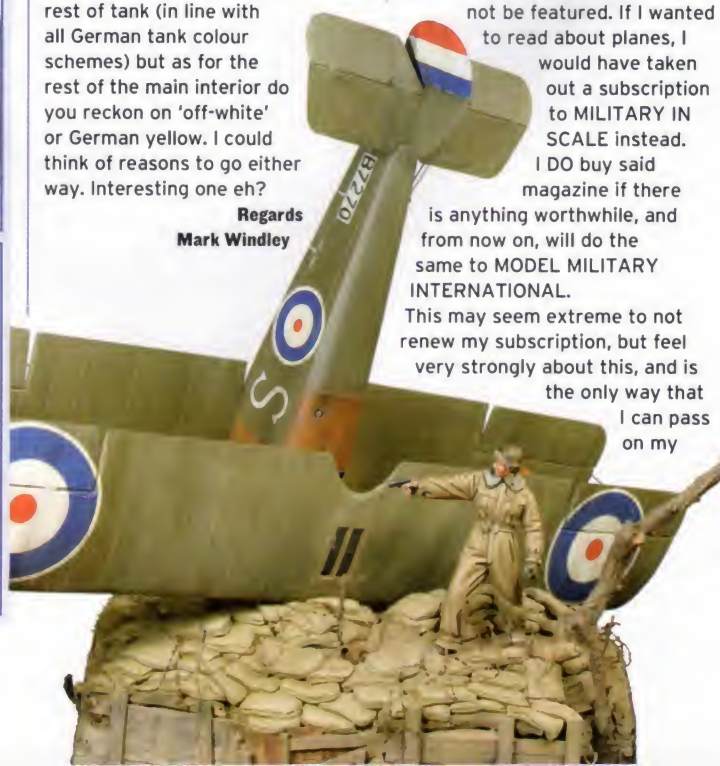 rest of tank (in line with
all German tank colour
schemes) but as for the
rest of the main interior do
you reckon on 'off-white'
or German yellow. I could
think of reasons to go either
way. Interesting one eh?
Regards
Mark Windley
not be featured. If I wanted
to read about planes, I
would have taken
out a subscription
to MILITARY IN
SCALE instead.
I DO buy said
magazine if there
is anything worthwhile, and
from now on, will do the
same to MODEL MILITARY
INTERNATIONAL.
This may seem extreme to not
renew my subscription, but feel
very strongly about this, and is
the only way that
I can pass
on my
B7270
S